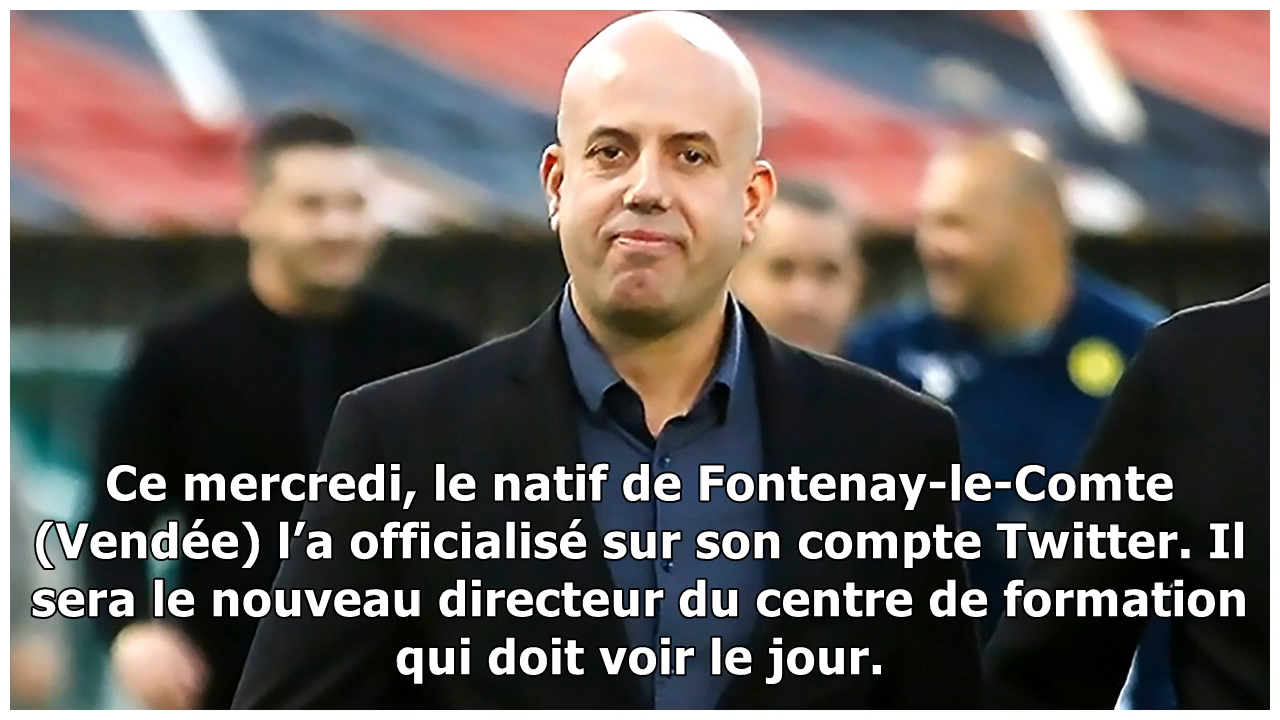 Ce mercredi, le natif de Fontenay-le-Comte
(Vendée) l’a officialisé sur son compte Twitter. Il
sera le nouveau directeur du centre de formation
qui doit voir le jour.